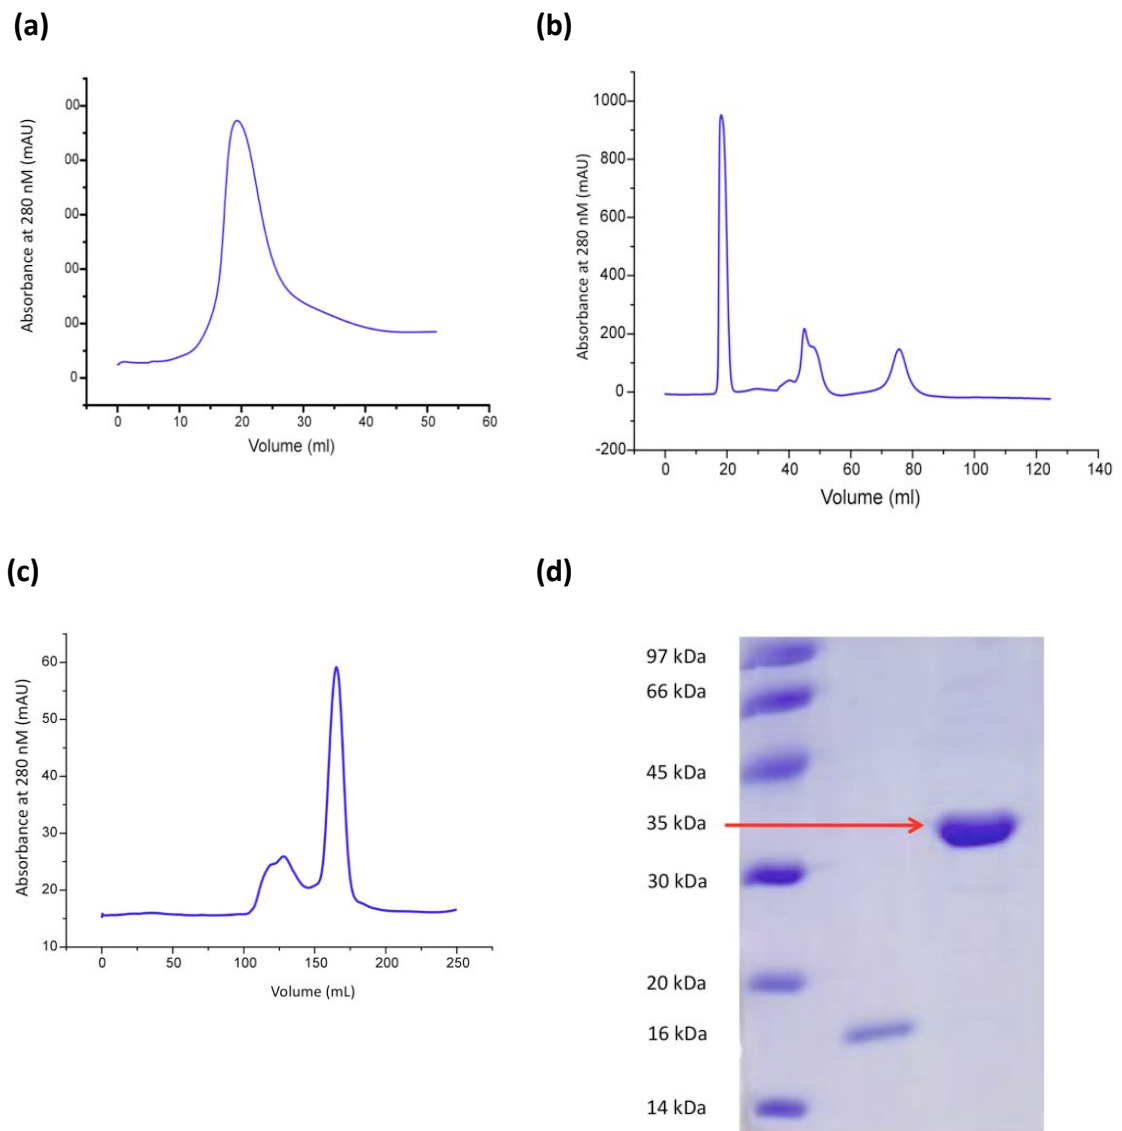 (a)
Absorbance at 280 nM (mAU)
00
00
00
00
00
0
0 10 20 30 40 50 60
Volume (ml)
(b)
Absorbance at 280 nM (mAU)
1000
800
600
400
200
0
-200
0 20 40 60 80 100 120 140
Volume (ml)
(c)
Absorbance at 280 nM (mAU)
60
50
40
30
20
10
0 50 100 150 200 250
Volume (mL)
(d)
97 kDa
66 kDa
45 kDa
35 kDa
30 kDa
20 kDa
16 kDa
14 kDa